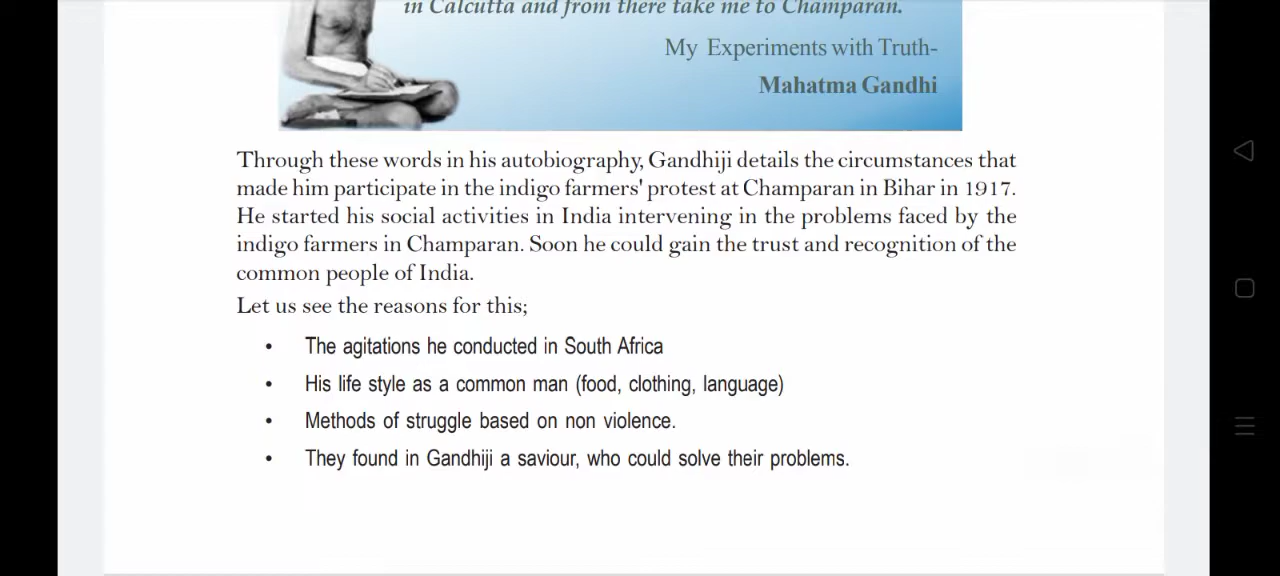 in Calcutta and from there take me to Champaran.
My Experiments with Truth-
Mahatma Gandhi
Through these words in his autobiography, Gandhiji details the circumstances that
made him participate in the indigo farmers' protest at Champaran in Bihar in 1917.
He started his social activities in India intervening in the problems faced by the
indigo farmers in Champaran. Soon he could gain the trust and recognition of the
common people of India.
Let us see the reasons for this;
• The agitations he conducted in South Africa
• His life style as a common man (food, clothing, language)
• Methods of struggle based on non violence.
• They found in Gandhiji a saviour, who could solve their problems.